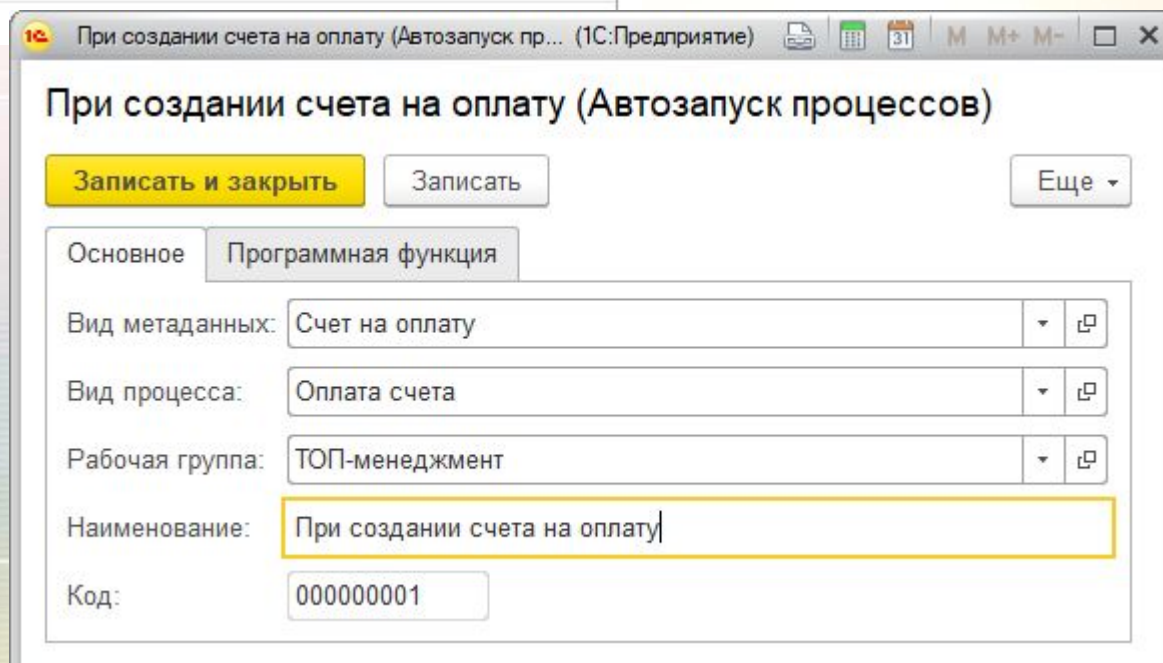 1С При создании счета на оплату (Автозапуск пр... (1С:Предприятие) 31 M M+ M-
При создании счета на оплату (Автозапуск процессов)
Записать и закрыть Записать Еще
Основное Программная функция
Вид метаданных: Счет на оплату
Вид процесса: Оплата счета
Рабочая группа: ТОП-менеджмент
Наименование: При создании счета на оплату
Код: 000000001